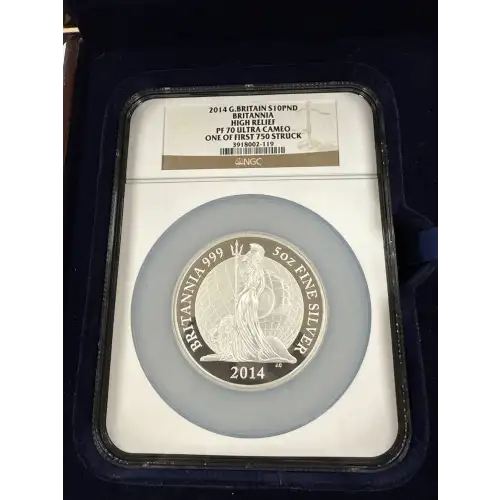 2014 G.BRITAIN S10PND
BRITANNIA
HIGH RELIEF
PF 70 ULTRA CAMEO
ONE OF FIRST 750 STRUCK
3918002-119
NGC
BRITANNIA 999
5oz FINE SILVER
2014